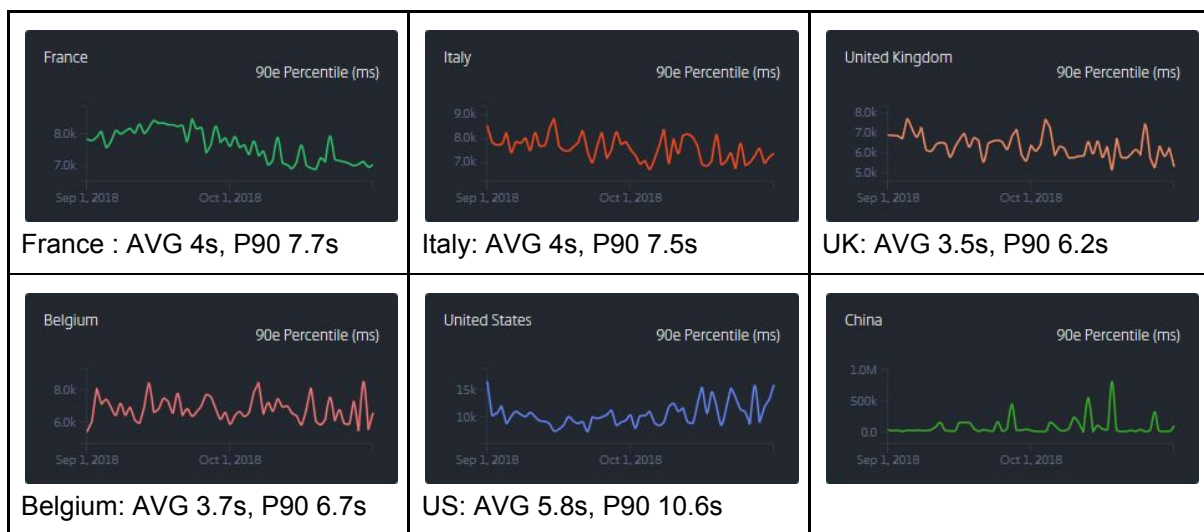 France
90e Percentile (ms)
8.0k
7.0k
Sep 1, 2018 Oct 1, 2018
France : AVG 4s, P90 7.7s
Italy
90e Percentile (ms)
9.0k
8.0k
7.0k
Sep 1, 2018 Oct 1, 2018
Italy: AVG 4s, P90 7.5s
United Kingdom
90e Percentile (ms)
8.0k
7.0k
6.0k
5.0k
Sep 1, 2018 Oct 1, 2018
UK: AVG 3.5s, P90 6.2s
Belgium
90e Percentile (ms)
8.0k
6.0k
Sep 1, 2018 Oct 1, 2018
Belgium: AVG 3.7s, P90 6.7s
United States
90e Percentile (ms)
15k
10k
Sep 1, 2018 Oct 1, 2018
US: AVG 5.8s, P90 10.6s
China
90e Percentile (ms)
1.0M
500k
0.0
Sep 1, 2018 Oct 1, 2018